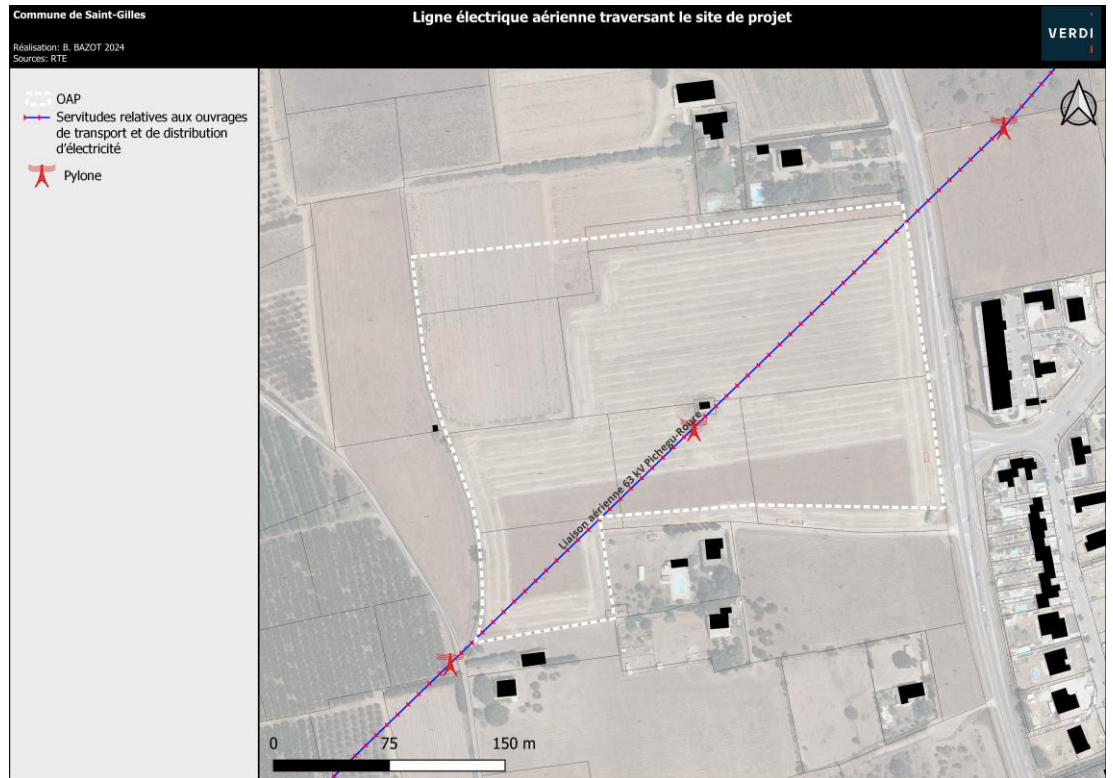 Commune de Saint-Gilles
Ligne électrique aérienne traversant le site de projet
VERDI
Réalisation: B. BAZOT 2024
Sources: RTE
OAP
Servitudes relatives aux ouvrages
de transport et de distribution
d'électricité
Pylone
Liaison aérienne 63 kV Pichegu-Roure
0 75 150 m